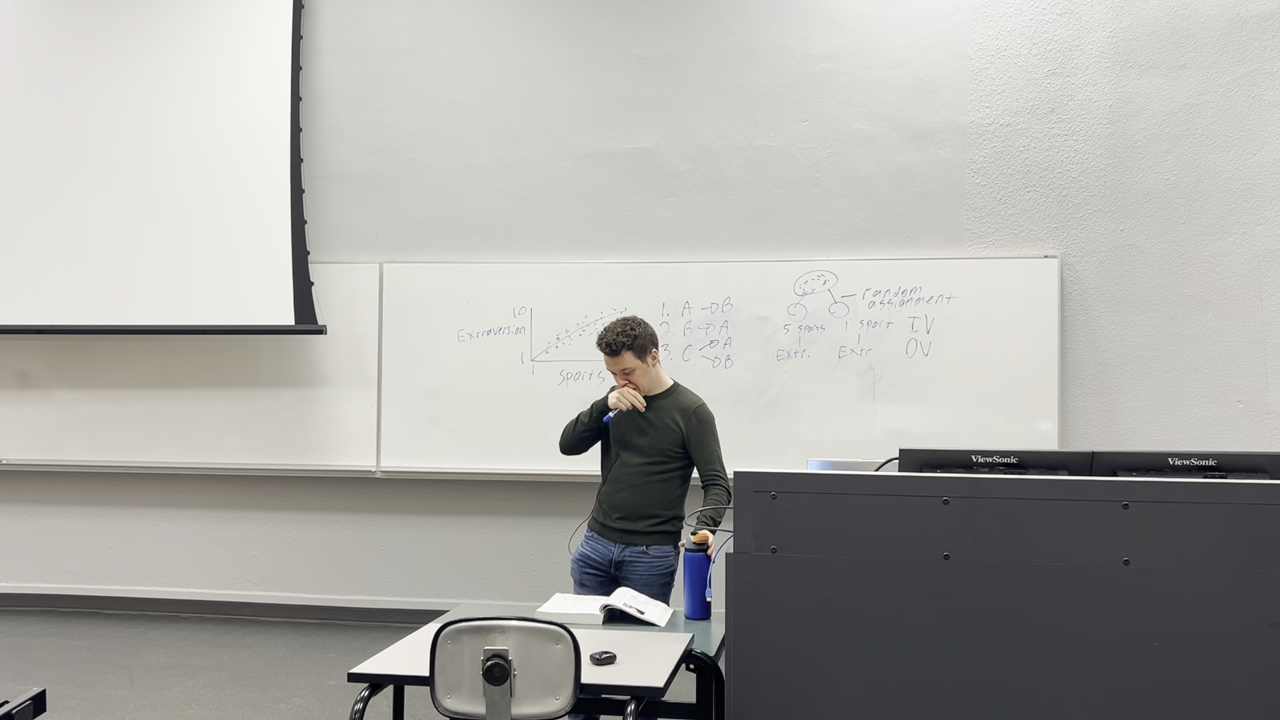 10
Extraversion
1
1
Sports
1. A → B
2. B → A
3. C → A
→ B
random
assignment
5 sports 1 sport IV
Extr. Extr DV
ViewSonic
ViewSonic